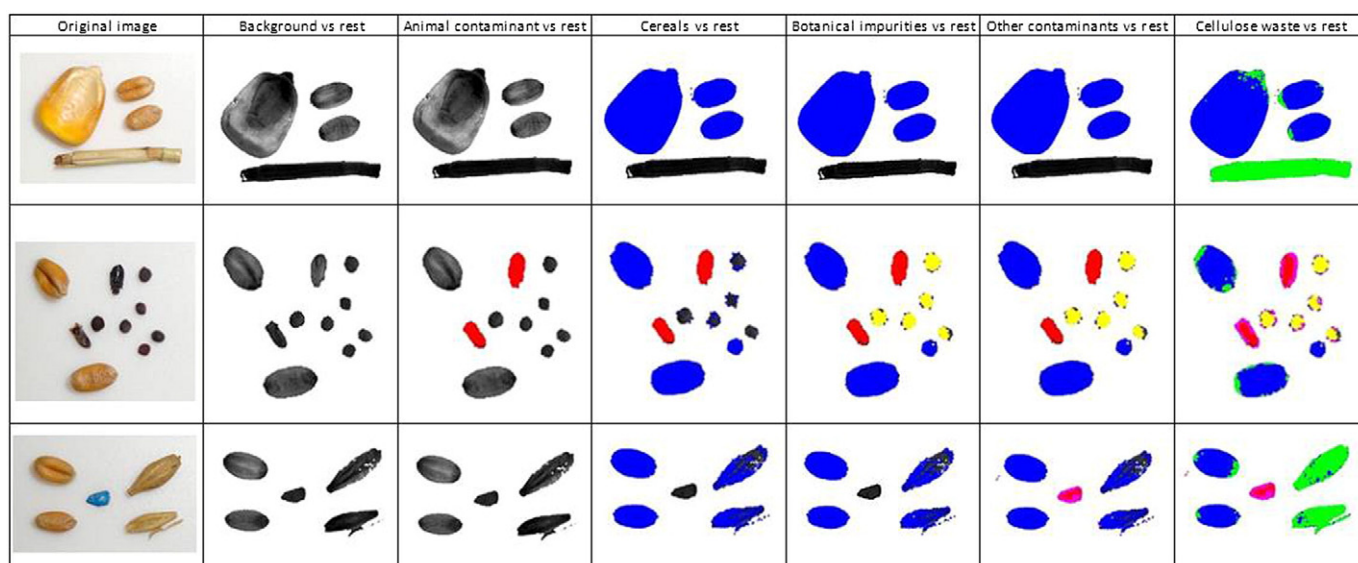 Original image
Background vs rest
Animal contaminant vs rest
Cereals vs rest
Botanical impurities vs rest
Other contaminants vs rest
Cellulose waste vs rest